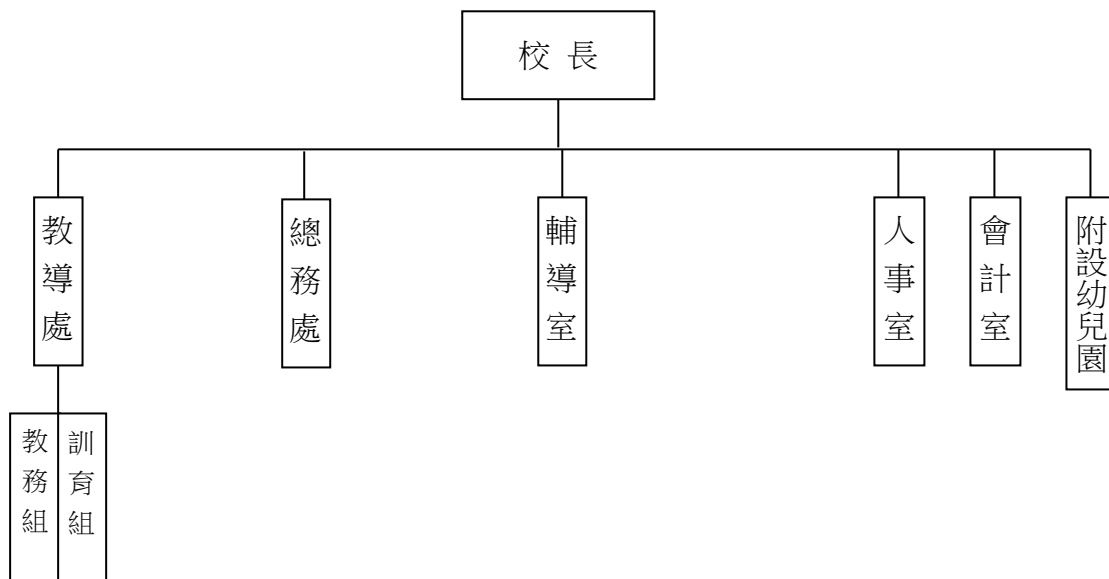 校長
教導處
總務處
輔導室
人事室
會計室
附設幼兒園
教務組
訓育組